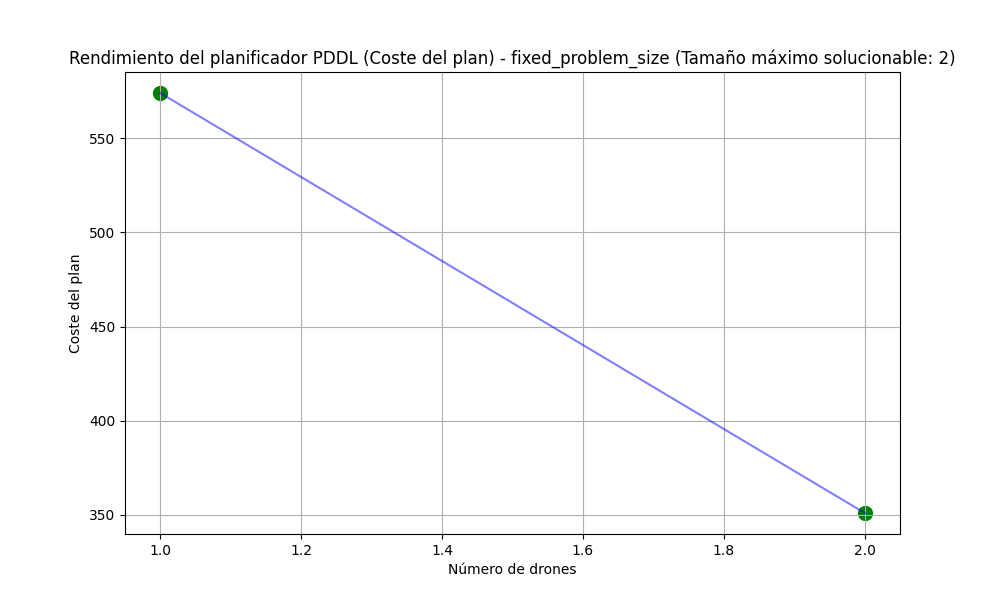 Rendimiento del planificador PDDL (Coste del plan) - fixed_problem_size (Tamaño máximo solucionable: 2)
Coste del plan
550
500
450
400
350
1.0 1.2 1.4 1.6 1.8 2.0
Número de drones